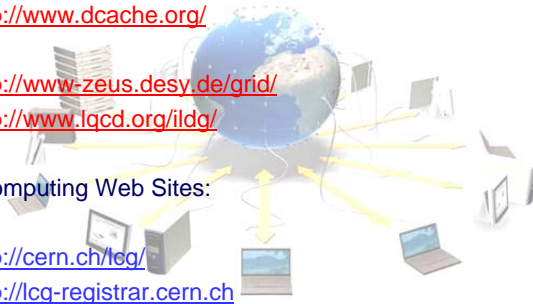 p://www.dcache.org/
p://www-zeus.desy.de/grid/
p://www.lqcd.org/ildg/
omputing Web Sites:
p://cern.ch/lcg/
p://lcg-registrar.cern.ch